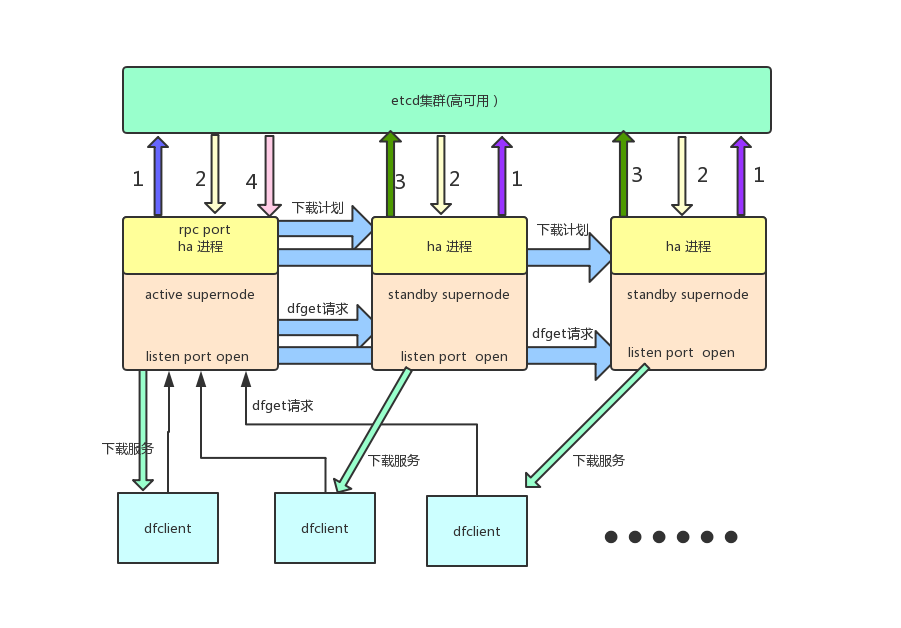 etcd集群(高可用 )
1
2
4
3
2
1
3
2
1
下载计划
下载计划
rpc port
ha 进程
ha 进程
ha 进程
active supernode
standby supernode
standby supernode
dfget请求
dfget请求
listen port open
listen port  open
listen port  open
dfget请求
下载服务
下载服务
下载服务
dfclient
dfclient
dfclient